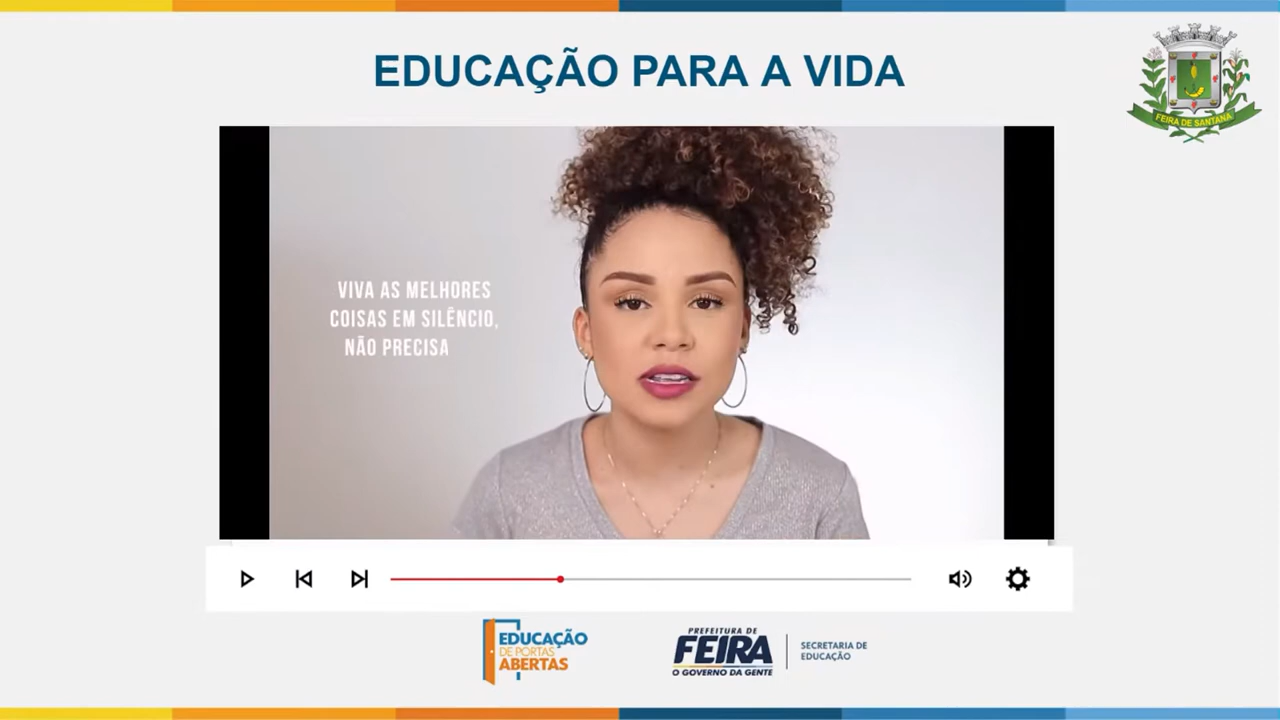 EDUCAÇÃO PARA A VIDA
FEIRA DE SANTANA
VIVA AS MELHORES
COISAS EM SILÊNCIO,
NÃO PRECISA
EDUCAÇÃO
DE PORTAS
ABERTAS
PREFEITURA DE
FEIRA
O GOVERNO DA GENTE
SECRETARIA DE
EDUCAÇÃO